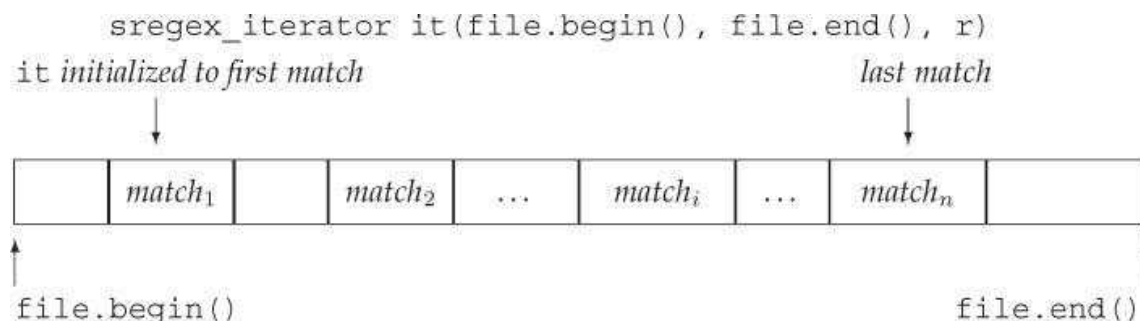 sregex_iterator it(file.begin(), file.end(), r)
it initialized to first match last match
match₁ match₂ ... matchᵢ ... matchₙ
file.begin() file.end()